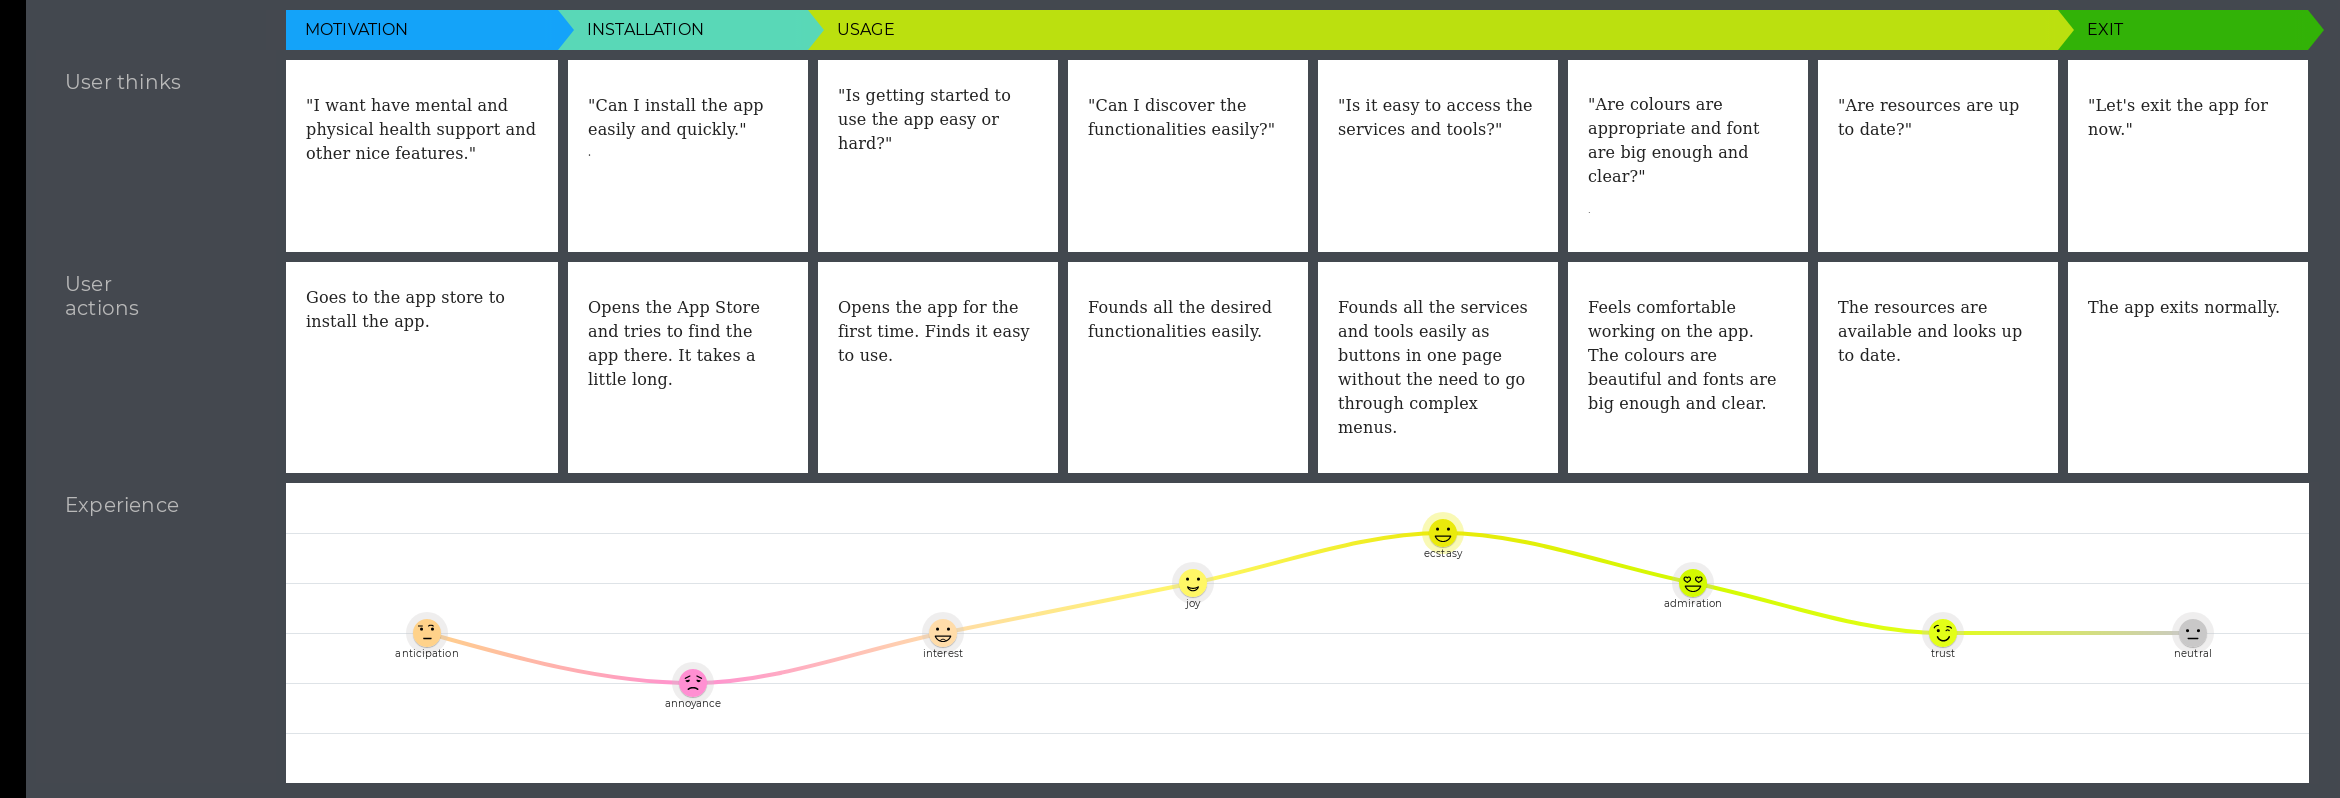 MOTIVATION
INSTALLATION
USAGE
EXIT
User thinks
"I want have mental and
physical health support and
other nice features."
"Can I install the app
easily and quickly."
.
"Is getting started to
use the app easy or
hard?"
"Can I discover the
functionalities easily?"
"Is it easy to access the
services and tools?"
"Are colours are
appropriate and font
are big enough and
clear?"
.
"Are resources are up
to date?"
"Let's exit the app for
now."
User
actions
Goes to the app store to
install the app.
Opens the App Store
and tries to find the
app there. It takes a
little long.
Opens the app for the
first time. Finds it easy
to use.
Founds all the desired
functionalities easily.
Founds all the services
and tools easily as
buttons in one page
without the need to go
through complex
menus.
Feels comfortable
working on the app.
The colours are
beautiful and fonts are
big enough and clear.
The resources are
available and looks up
to date.
The app exits normally.
Experience
anticipation
annoyance
interest
joy
ecstasy
admiration
trust
neutral